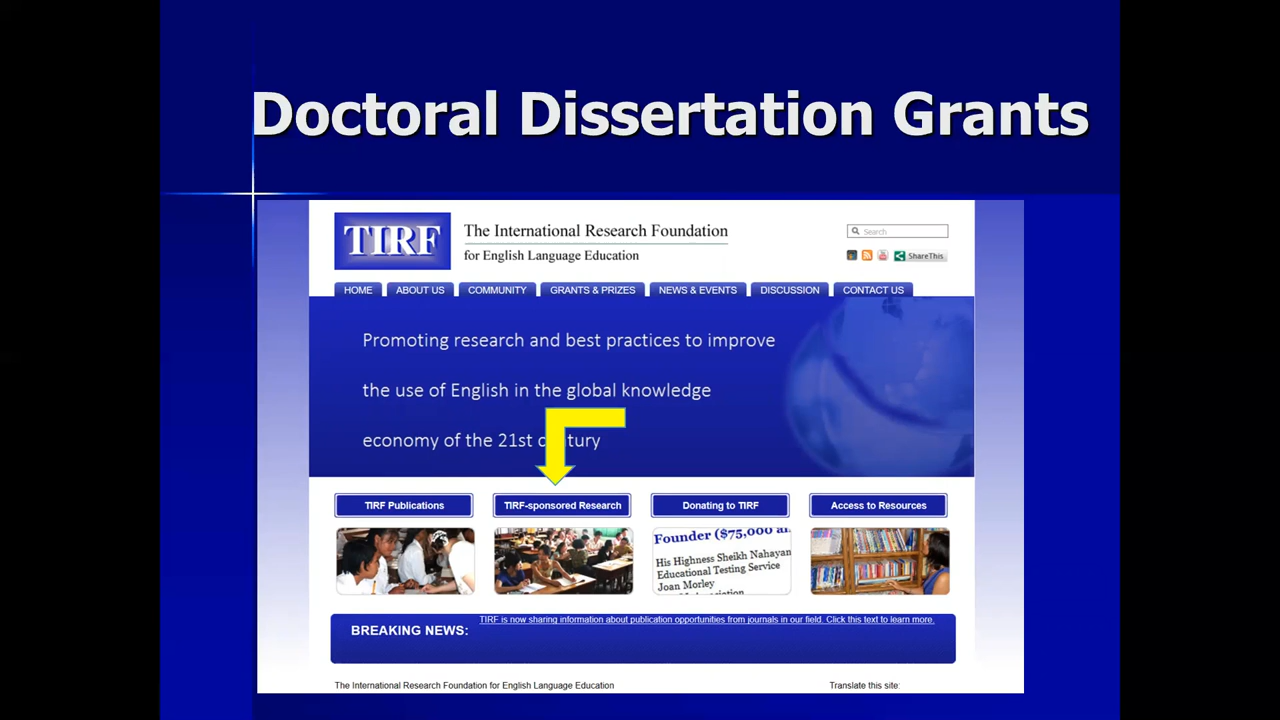 Doctoral Dissertation Grants
TIRF
The International Research Foundation
for English Language Education
Search
ShareThis
HOME
ABOUT US
COMMUNITY
GRANTS & PRIZES
NEWS & EVENTS
DISCUSSION
CONTACT US
Promoting research and best practices to improve
the use of English in the global knowledge
economy of the 21st
TIRF Publications
TIRF-sponsored Research
Donating to TIRF
Access to Resources
Founder ($75,000
His Highness Sheikh Nahayan
Educational Testing Service
Joan Morley
BREAKING NEWS:
TIRF is now sharing information about publication opportunities from journals in our field. Click this text to learn more.
The International Research Foundation for English Language Education
Translate this site: